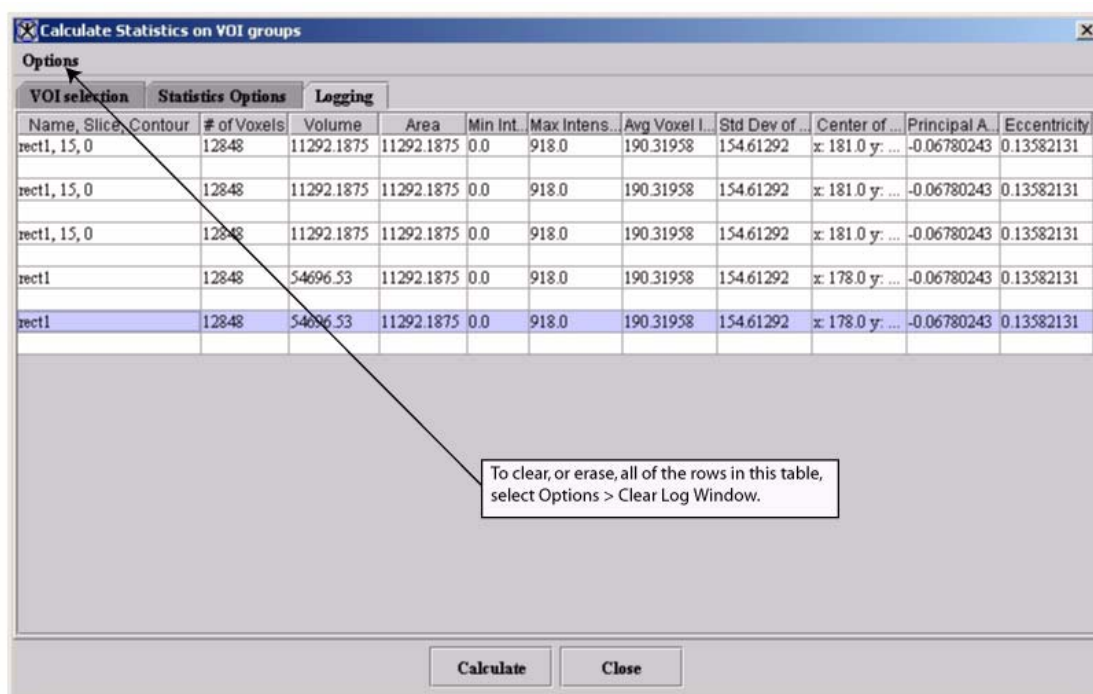 Calculate Statistics on VOI groups
Options
VOI selection Statistics Options Logging
Name, Slice, Contour # of Voxels Volume Area Min Int... Max Intens... Avg Voxel I... Std Dev of ... Center of ... Principal A... Eccentricity
rect1, 15, 0 12848 11292.1875 11292.1875 0.0 918.0 190.31958 154.61292 x: 181.0 y: ... -0.06780243 0.13582131
rect1, 15, 0 12848 11292.1875 11292.1875 0.0 918.0 190.31958 154.61292 x: 181.0 y: ... -0.06780243 0.13582131
rect1, 15, 0 12848 11292.1875 11292.1875 0.0 918.0 190.31958 154.61292 x: 181.0 y: ... -0.06780243 0.13582131
rect1 12848 54696.53 11292.1875 0.0 918.0 190.31958 154.61292 x: 178.0 y: ... -0.06780243 0.13582131
rect1 12848 54696.53 11292.1875 0.0 918.0 190.31958 154.61292 x: 178.0 y: ... -0.06780243 0.13582131
To clear, or erase, all of the rows in this table,
select Options > Clear Log Window.
Calculate Close